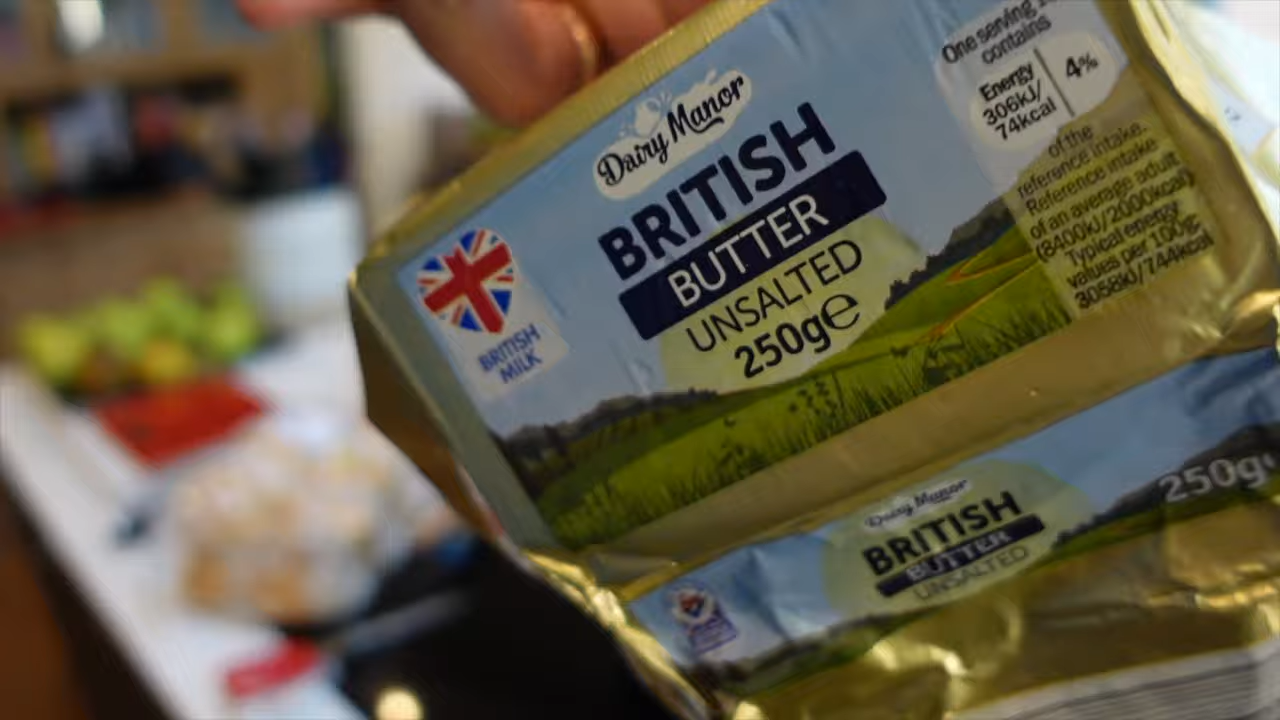 Dairy Manor
BRITISH
BUTTER
UNSALTED
250g℮
BRITISH
MILK
One serving
contains
Energy
306kJ/
74kcal
4%
of the
reference intake.
Reference intake
of an average adult
(8400kJ/2000kcal)
Typical energy
values per 100g:
3058kJ/744kcal
Dairy Manor
BRITISH
BUTTER
UNSALTED
250g